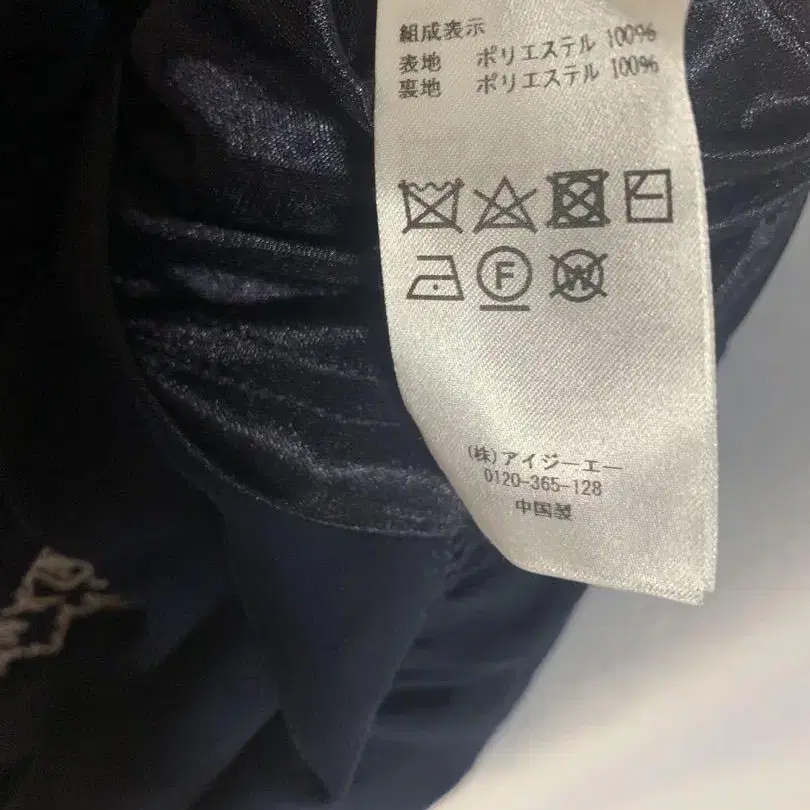 組成表示
表地 ポリエステル 100%
裏地 ポリエステル 100%
F
W
(株)アイジーエー
0120-365-128
中国製